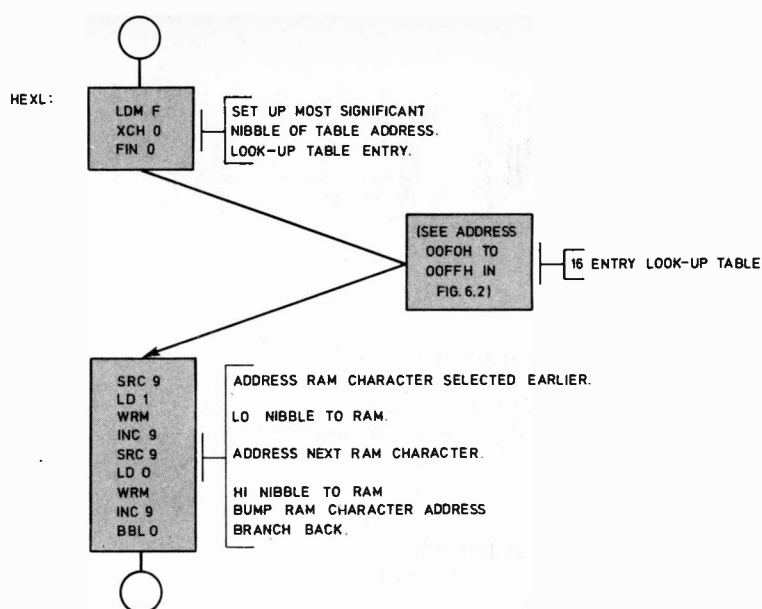 HEXL:
LDM F
XCH 0
FIN 0
SET UP MOST SIGNIFICANT
NIBBLE OF TABLE ADDRESS.
LOOK-UP TABLE ENTRY.
(SEE ADDRESS
00F0H TO
00FFH IN
FIG. 6.2)
16 ENTRY LOOK-UP TABLE
SRC 9
LD 1
WRM
INC 9
SRC 9
LD 0
WRM
INC 9
BBL 0
ADDRESS RAM CHARACTER SELECTED EARLIER.
LO NIBBLE TO RAM.
ADDRESS NEXT RAM CHARACTER.
HI NIBBLE TO RAM
BUMP RAM CHARACTER ADDRESS
BRANCH BACK.